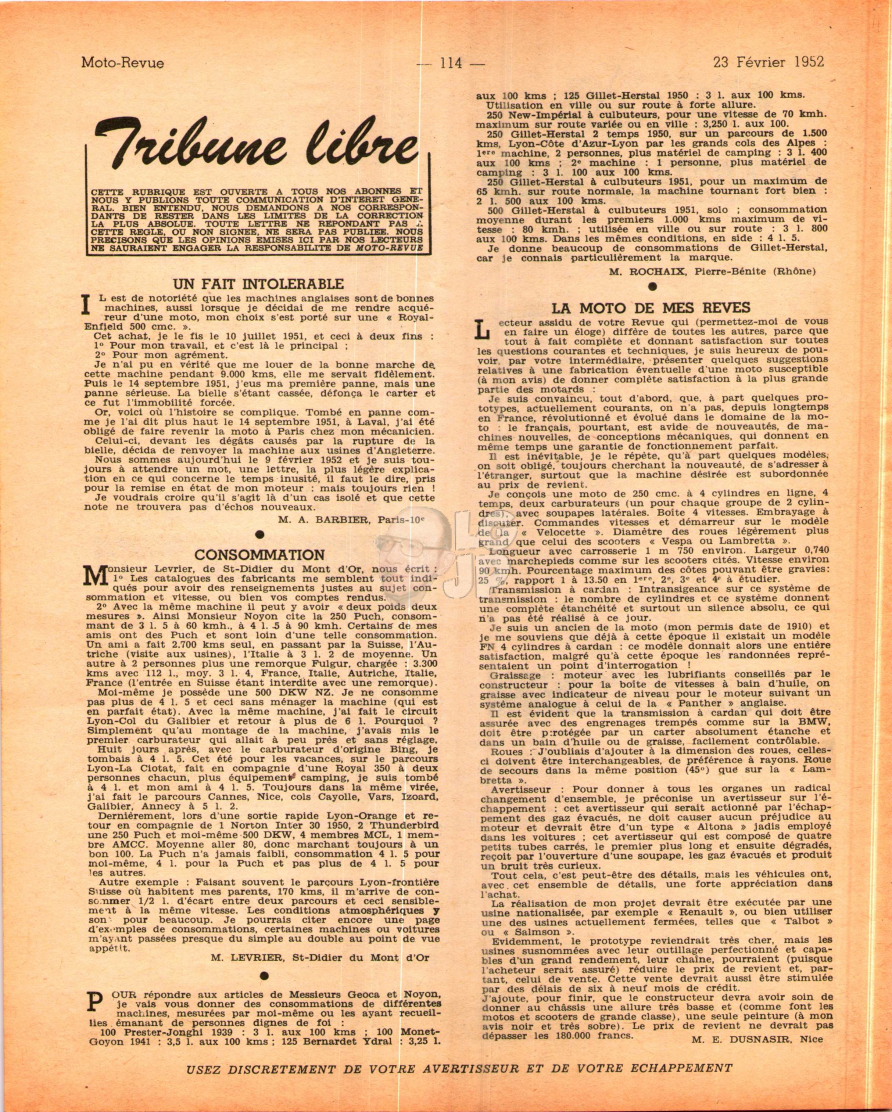 Moto-Revue
— 114 —
23 Février 1952
Tribune libre
CETTE RUBRIQUE EST OUVERTE A TOUS NOS ABONNES ET
NOUS Y PUBLIONS TOUTE COMMUNICATION D'INTERET GENE-
RAL. BIEN ENTENDU, NOUS DEMANDONS A NOS CORRESPON-
DANTS DE RESTER DANS LES LIMITES DE LA CORRECTION
LA PLUS ABSOLUE. TOUTE LETTRE NE REPONDANT PAS
CETTE REGLE, OU NON SIGNEE, NE SERA PAS PUBLIEE. NOUS
PRECISONS QUE LES OPINIONS EMISES ICI PAR NOS LECTEURS
NE SAURAIENT ENGAGER LA RESPONSABILITE DE MOTO-REVUE
UN FAIT INTOLERABLE
IL est de notoriété que les machines anglaises sont de bonnes
machines, aussi lorsque je décidai de me rendre acqué-
reur d'une moto, mon choix s'est porté sur une « Royal-
Enfield 500 cmc. ».
Cet achat, je le fis le 10 juillet 1951, et ceci à deux fins :
1° Pour mon travail, et c'est là le principal ;
2° Pour mon agrément.
Je n'ai pu en vérité que me louer de la bonne marche de
cette machine pendant 9.000 kms, elle me servait fidèlement.
Puis le 14 septembre 1951, j'eus ma première panne, mais une
panne sérieuse. La bielle s'étant cassée, défonça le carter et
ce fut l'immobilité forcée.
Or, voici où l'histoire se complique. Tombé en panne com-
me je l'ai dit plus haut le 14 septembre 1951, à Laval, j'ai été
obligé de faire revenir la moto à Paris chez mon mécanicien.
Celui-ci, devant les dégâts causés par la rupture de la
bielle, décida de renvoyer la machine aux usines d'Angleterre.
Nous sommes aujourd'hui le 9 février 1952 et je suis tou-
jours à attendre un mot, une lettre, la plus légère explica-
tion en ce qui concerne le temps inusité, il faut le dire, pris
pour la remise en état de mon moteur : mais toujours rien !
Je voudrais croire qu'il s'agit là d'un cas isolé et que cette
note ne trouvera pas d'échos nouveaux.
M. A. BARBIER, Paris-10e
CONSOMMATION
Monsieur Levrier, de St-Didier du Mont d'Or, nous écrit :
1° Les catalogues des fabricants me semblent tout indi-
qués pour avoir des renseignements justes au sujet con-
sommation et vitesse, ou bien vos comptes rendus.
2° Avec la même machine il peut y avoir « deux poids deux
mesures ». Ainsi Monsieur Noyon cite la 250 Puch, consom-
mant de 3 l. 5 à 60 kmh., à 4 l. 5 à 90 kmh. Certains de mes
amis ont des Puch et sont loin d'une telle consommation.
Un ami a fait 2.700 kms seul, en passant par la Suisse, l'Au-
triche (visite aux usines), l'Italie à 3 l. 2 de moyenne. Un
autre à 2 personnes plus une remorque Fulgur, chargée : 3.300
kms avec 112 l., moy. 3 l. 4, France, Italie, Autriche, Italie,
France (l'entrée en Suisse étant interdite avec une remorque).
Moi-même je possède une 500 DKW NZ. Je ne consomme
pas plus de 4 l. 5 et ceci sans ménager la machine (qui est
en parfait état). Avec la même machine, j'ai fait le circuit
Lyon-Col du Galibier et retour à plus de 6 l. Pourquoi ?
Simplement qu'au montage de la machine, j'avais mis le
premier carburateur qui allait à peu près et sans réglage.
Huit jours après, avec le carburateur d'origine Bing, je
tombais à 4 l. 5. Cet été pour les vacances, sur le parcours
Lyon-La Ciotat, fait en compagnie d'une Royal 350 à deux
personnes chacun, plus équipement camping, je suis tombé
à 4 l. et mon ami à 4 l. 5. Toujours dans la même virée,
j'ai fait le parcours Cannes, Nice, cols Cayolle, Vars, Izoard,
Galibier, Annecy à 5 l. 2.
Dernièrement, lors d'une sortie rapide Lyon-Orange et re-
tour en compagnie de 1 Norton Inter 30 1950, 2 Thunderbird
une 250 Puch et moi-même 500 DKW, 4 membres MCL, 1 mem-
bre AMCC. Moyenne aller 80, donc marchant toujours à un
bon 100. La Puch n'a jamais faibli, consommation 4 l. 5 pour
moi-même, 4 l. pour la Puch et pas plus de 4 l. 5 pour
les autres.
Autre exemple : Faisant souvent le parcours Lyon-frontière
Suisse où habitent mes parents, 170 kms, il m'arrive de con-
sommer 1/2 l. d'écart entre deux parcours et ceci sensible-
ment à la même vitesse. Les conditions atmosphériques y
sont pour beaucoup. Je pourrais citer encore une page
d'exemples de consommations, certaines machines ou voitures
m'ayant passées presque du simple au double au point de vue
appétit.
M. LEVRIER, St-Didier du Mont d'Or
POUR répondre aux articles de Messieurs Geoca et Noyon,
je vais vous donner des consommations de différentes
machines, mesurées par moi-même ou les ayant recueil-
lies émanant de personnes dignes de foi :
100 Prester-Jonghi 1939 : 3 l. aux 100 kms ; 100 Monet-
Goyon 1941 : 3,5 l. aux 100 kms ; 125 Bernardet Ydral : 3,25 l.
aux 100 kms ; 125 Gillet-Herstal 1950 : 3 l. aux 100 kms.
Utilisation en ville ou sur route à forte allure.
250 New-Impérial à culbuteurs, pour une vitesse de 70 kmh.
maximum sur route variée ou en ville : 3,250 l. aux 100.
250 Gillet-Herstal 2 temps 1950, sur un parcours de 1.500
kms, Lyon-Côte d'Azur-Lyon par les grands cols des Alpes :
1ere machine, 2 personnes, plus matériel de camping : 3 l. 400
aux 100 kms ; 2e machine : 1 personne, plus matériel de
camping : 3 l. 100 aux 100 kms.
250 Gillet-Herstal à culbuteurs 1951, pour un maximum de
65 kmh. sur route normale, la machine tournant fort bien :
2 l. 500 aux 100 kms.
500 Gillet-Herstal à culbuteurs 1951, solo ; consommation
moyenne durant les premiers 1.000 kms maximum de vi-
tesse : 80 kmh. ; utilisée en ville ou sur route : 3 l. 800
aux 100 kms. Dans les mêmes conditions, en side : 4 l. 5.
Je donne beaucoup de consommations de Gillet-Herstal,
car je connais particulièrement la marque.
M. ROCHAIX, Pierre-Bénite (Rhône)
LA MOTO DE MES REVES
Lecteur assidu de votre Revue qui (permettez-moi de vous
en faire un éloge) diffère de toutes les autres, parce que
tout à fait complète et donnant satisfaction sur toutes
les questions courantes et techniques, je suis heureux de pou-
voir, par votre intermédiaire, présenter quelques suggestions
relatives à une fabrication éventuelle d'une moto susceptible
(à mon avis) de donner complète satisfaction à la plus grande
partie des motards :
Je suis convaincu, tout d'abord, que, à part quelques pro-
totypes, actuellement courants, on n'a pas, depuis longtemps
en France, révolutionné et évolué dans le domaine de la mo-
to : le français, pourtant, est avide de nouveautés, de ma-
chines nouvelles, de conceptions mécaniques, qui donnent en
même temps une garantie de fonctionnement parfait.
Il est inévitable, je le répète, qu'à part quelques modèles,
on soit obligé, toujours cherchant la nouveauté, de s'adresser à
l'étranger, surtout que la machine désirée est subordonnée
au prix de revient.
Je conçois une moto de 250 cmc. à 4 cylindres en ligne, 4
temps, deux carburateurs (un pour chaque groupe de 2 cylin-
dres), avec soupapes latérales. Boîte 4 vitesses. Embrayage à
disputer. Commandes vitesses et démarreur sur le modèle
de la « Velocette ». Diamètre des roues légèrement plus
grand que celui des scooters « Vespa ou Lambretta ».
Longueur avec carrosserie 1 m 750 environ. Largeur 0,740
avec marchepieds comme sur les scooters cités. Vitesse environ
90 kmh. Pourcentage maximum des côtes pouvant être gravies:
25 %, rapport 1 à 13.50 en 1ere, 2e, 3e et 4e à étudier.
Transmission à cardan : Intransigeance sur ce système de
transmission : le nombre de cylindres et ce système donnent
une complète étanchéité et surtout un silence absolu, ce qui
n'a pas été réalisé à ce jour.
Je suis un ancien de la moto (mon permis date de 1910) et
je me souviens que déjà à cette époque il existait un modèle
FN 4 cylindres à cardan : ce modèle donnait alors une entière
satisfaction, malgré qu'à cette époque les randonnées repré-
sentaient un point d'interrogation !
Graissage : moteur avec les lubrifiants conseillés par le
constructeur : pour la boîte de vitesses à bain d'huile, on
graisse avec indicateur de niveau pour le moteur suivant un
système analogue à celui de la « Panther » anglaise.
Il est évident que la transmission à cardan qui doit être
assurée avec des engrenages trempés comme sur la BMW,
doit être protégée par un carter absolument étanche et
dans un bain d'huile ou de graisse, facilement contrôlable.
Roues : J'oubliais d'ajouter à la dimension des roues, celles-
ci doivent être interchangeables, de préférence à rayons. Roue
de secours dans la même position (45°) que sur la « Lam-
bretta ».
Avertisseur : Pour donner à tous les organes un radical
changement d'ensemble, je préconise un avertisseur sur l'é-
chappement : cet avertisseur qui serait actionné par l'échap-
pement des gaz évacués, ne doit causer aucun préjudice au
moteur et devrait être d'un type « Altona » jadis employé
dans les voitures ; cet avertisseur qui est composé de quatre
petits tubes carrés, le premier plus long et ensuite dégradés,
reçoit par l'ouverture d'une soupape, les gaz évacués et produit
un bruit très curieux.
Tout cela, c'est peut-être des détails, mais les véhicules ont,
avec cet ensemble de détails, une forte appréciation dans
l'achat.
La réalisation de mon projet devrait être exécutée par une
usine nationalisée, par exemple « Renault », ou bien utiliser
une des usines actuellement fermées, telles que « Talbot »
ou « Salmson ».
Evidemment, le prototype reviendrait très cher, mais les
usines susnommées avec leur outillage perfectionné et capa-
bles d'un grand rendement, leur chaîne, pourraient (puisque
l'acheteur serait assuré) réduire le prix de revient et, par-
tant, celui de vente. Cette vente devrait aussi être stimulée
par des délais de six à neuf mois de crédit.
J'ajoute, pour finir, que le constructeur devra avoir soin de
donner au châssis une allure très basse et (comme font les
motos et scooters de grande classe), une seule peinture (à mon
avis noir et très sobre). Le prix de revient ne devrait pas
dépasser les 180.000 francs.
M. E. DUSNASIR, Nice
USEZ DISCRETEMENT DE VOTRE AVERTISSEUR ET DE VOTRE ECHAPPEMENT